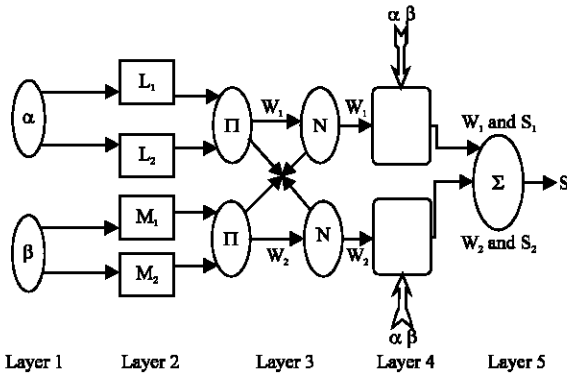 α β
L₁
α
Π
W₁
N
W₁
L₂
W₁ and S₁
Σ
S
M₁
β
Π
W₂
N
W₂
M₂
W₂ and S₂
α β
Layer 1
Layer 2
Layer 3
Layer 4
Layer 5